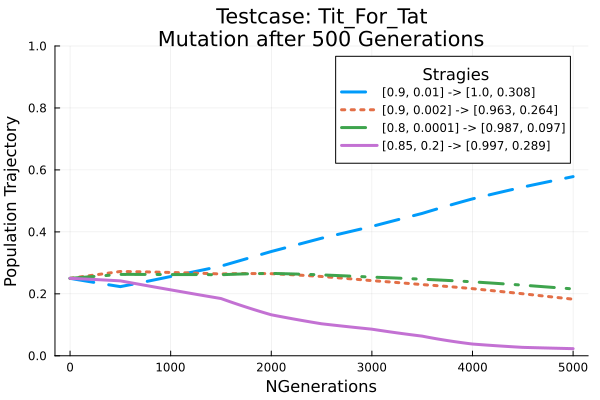 Testcase: Tit_For_Tat
Mutation after 500 Generations
Stragies
[0.9, 0.01] -> [1.0, 0.308]
[0.9, 0.002] -> [0.963, 0.264]
[0.8, 0.0001] -> [0.987, 0.097]
[0.85, 0.2] -> [0.997, 0.289]
Population Trajectory
1.0
0.8
0.6
0.4
0.2
0.0
0 1000 2000 3000 4000 5000
NGenerations